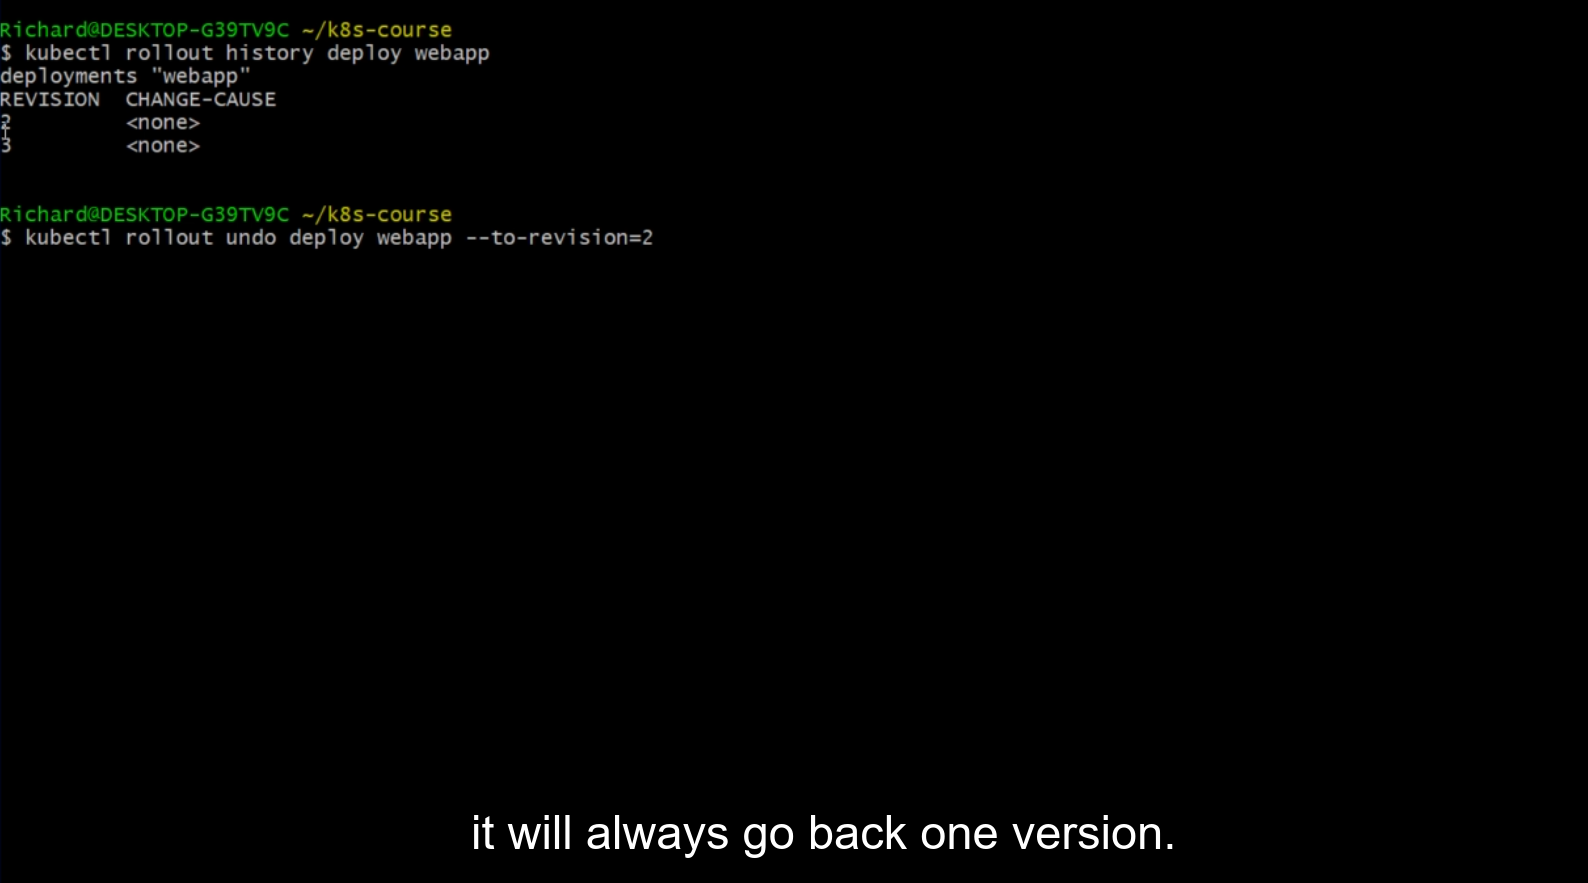 Richard@DESKTOP-G39TV9C ~/k8s-course
$ kubectl rollout history deploy webapp
deployments "webapp"
REVISION  CHANGE-CAUSE
2         <none>
3         <none>
Richard@DESKTOP-G39TV9C ~/k8s-course
$ kubectl rollout undo deploy webapp --to-revision=2
it will always go back one version.